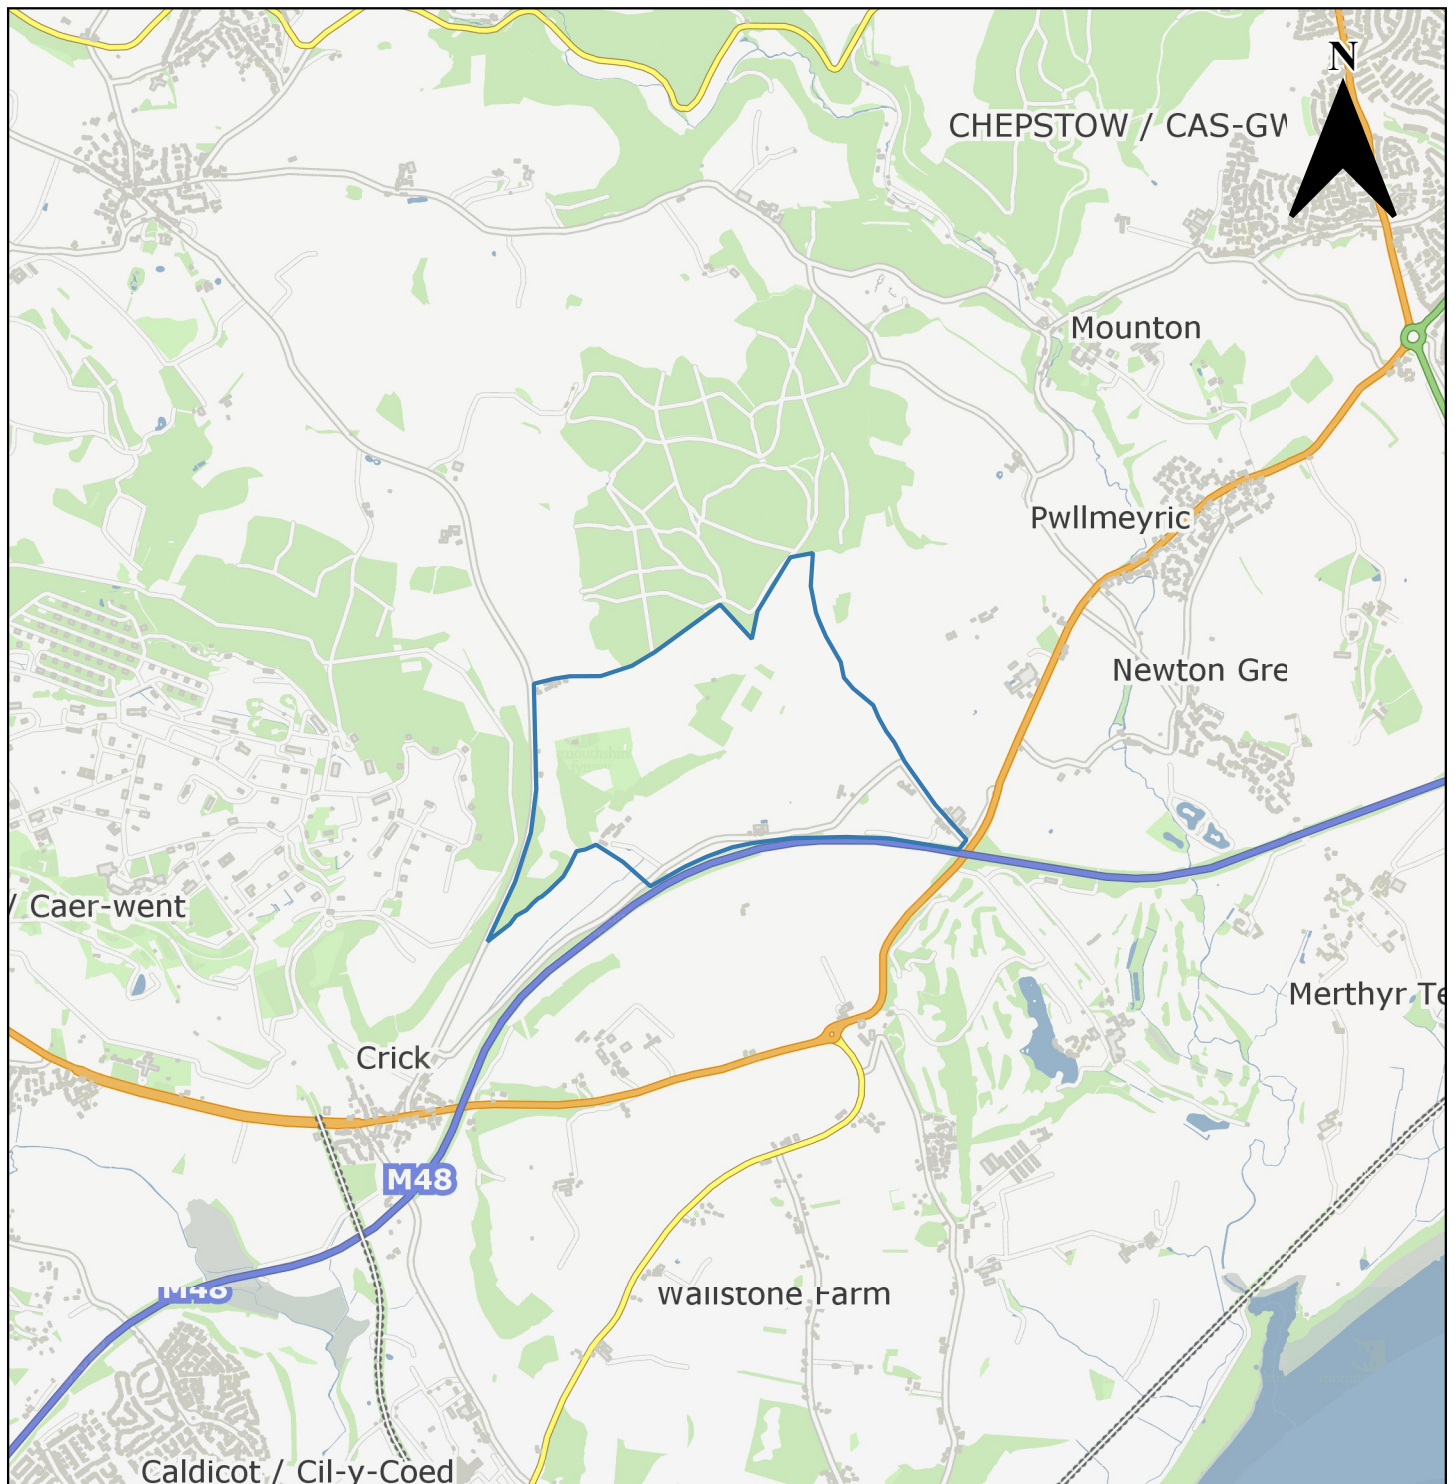 N
CHEPSTOW / CAS-GW
Mounton
Pwllmeyric
Newton Gre
/ Caer-went
Merthyr Te
Crick
M48
M48
Wallstone Farm
Caldicot / Cil-y-Coed